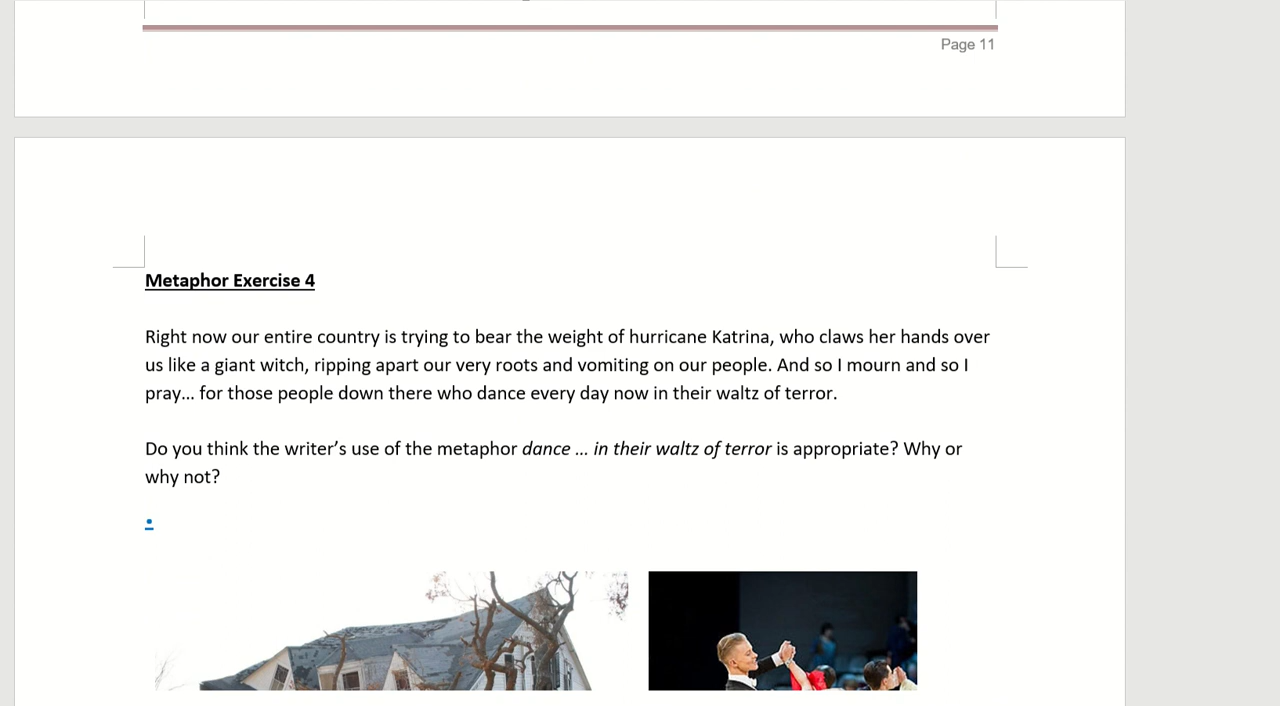 Page 11
Metaphor Exercise 4
Right now our entire country is trying to bear the weight of hurricane Katrina, who claws her hands over
us like a giant witch, ripping apart our very roots and vomiting on our people. And so I mourn and so I
pray… for those people down there who dance every day now in their waltz of terror.
Do you think the writer’s use of the metaphor dance … in their waltz of terror is appropriate? Why or
why not?